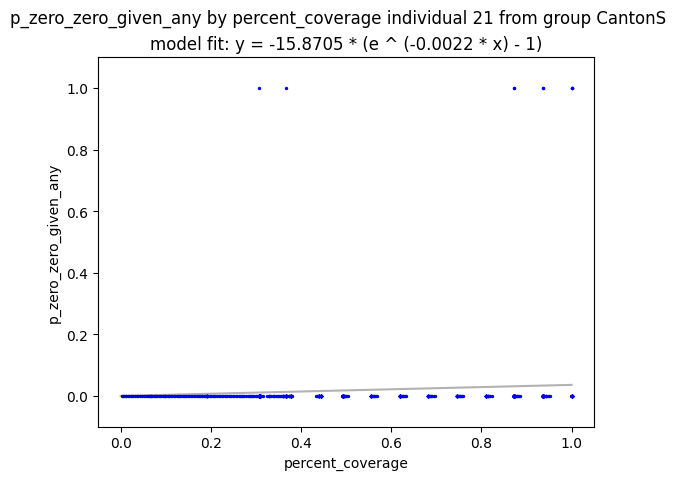 p_zero_zero_given_any by percent_coverage individual 21 from group CantonS
model fit: y = -15.8705 * (e ^ (-0.0022 * x) - 1)
1.0
0.8
0.6
0.4
0.2
0.0
p_zero_zero_given_any
0.0 0.2 0.4 0.6 0.8 1.0
percent_coverage